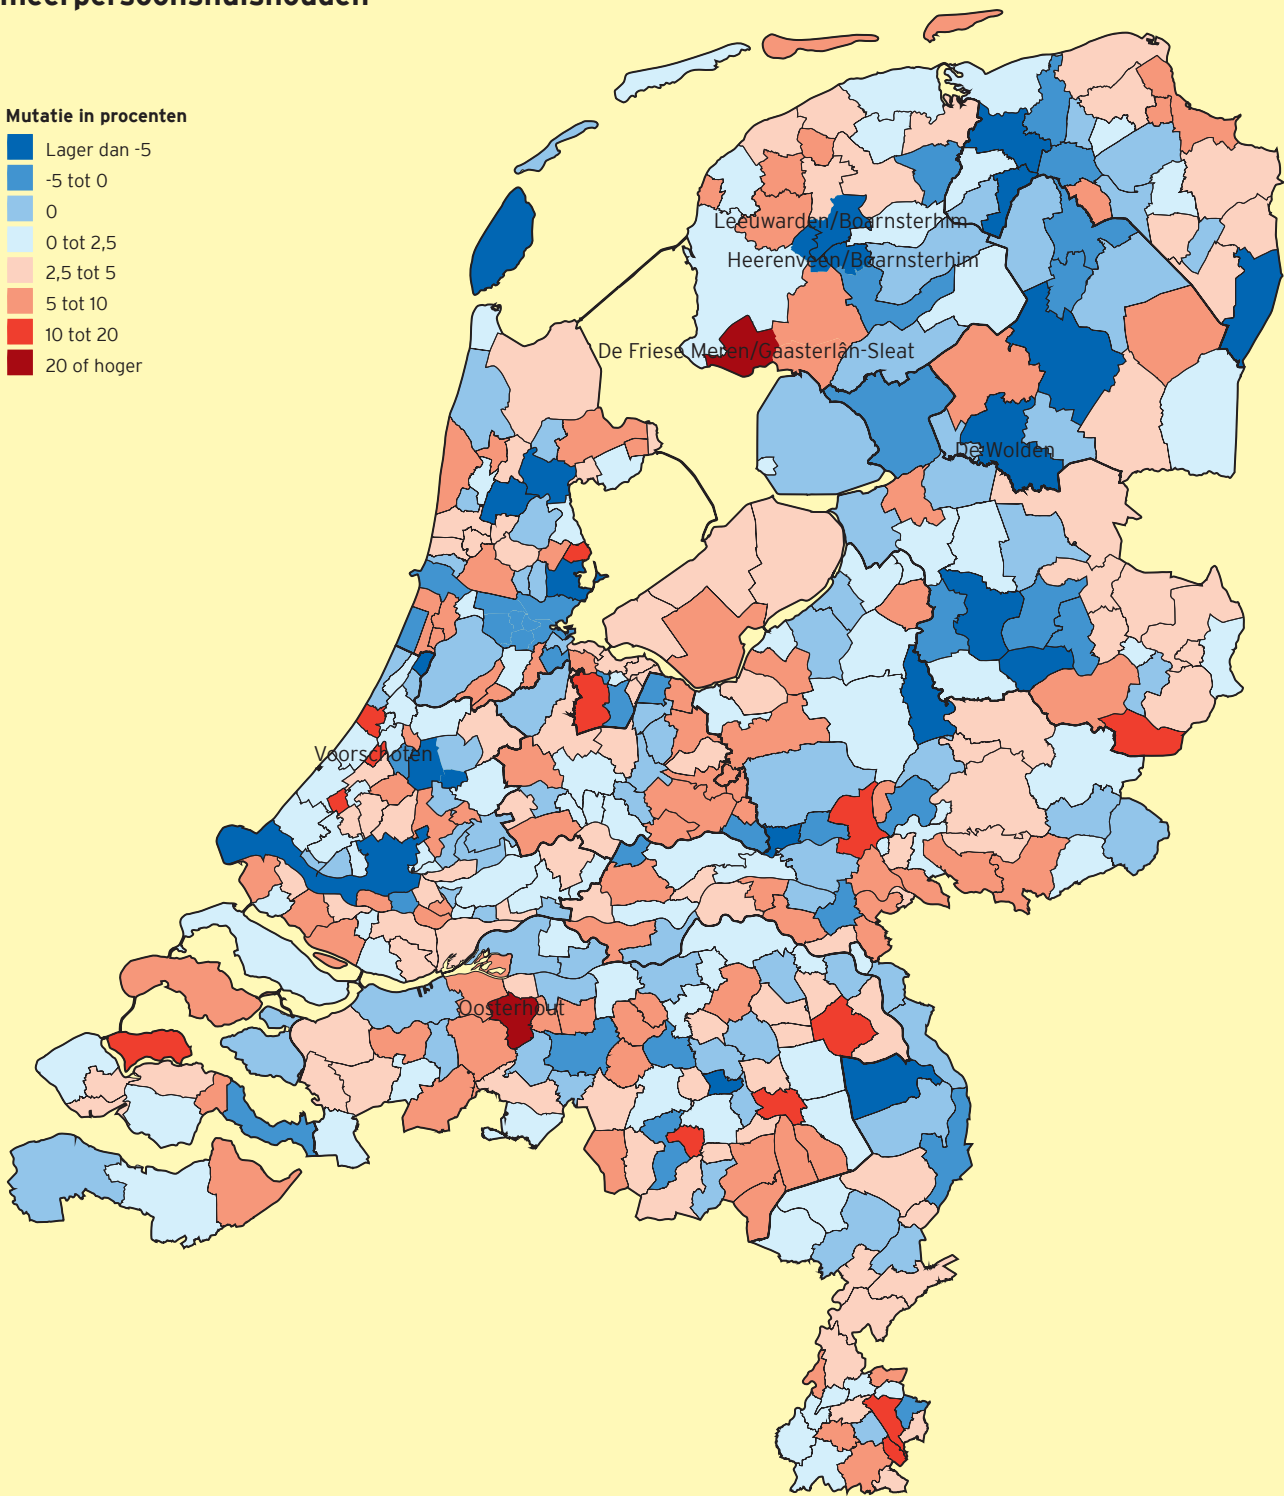 meerpersoonshuishouden
Mutatie in procenten
Lager dan -5
-5 tot 0
0
0 tot 2,5
2,5 tot 5
5 tot 10
10 tot 20
20 of hoger
Leeuwarden/Boarnsterhim
Heerenveen/Boarnsterhim
De Friese Meren/Gaasterlân-Sleat
De Wolden
Voorschoten
Oosterhout